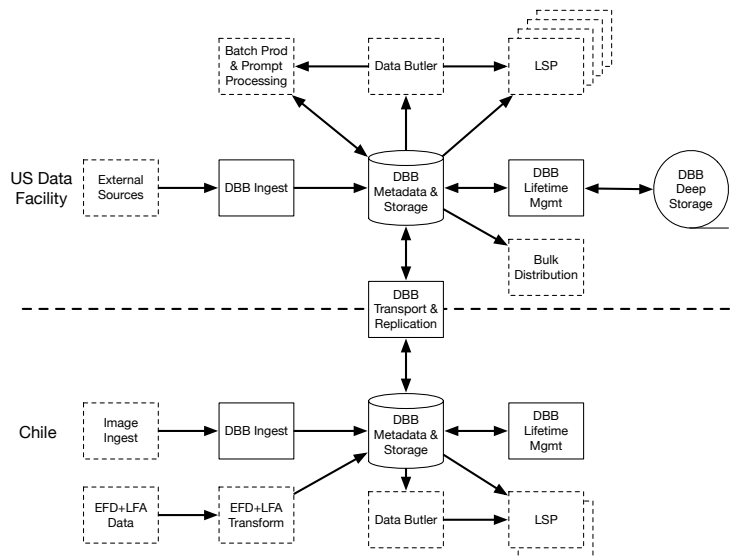 Batch Prod
& Prompt
Processing
Data Butler
LSP
US Data
Facility
External
Sources
DBB Ingest
DBB
Metadata &
Storage
DBB
Lifetime
Mgmt
DBB
Deep
Storage
Bulk
Distribution
DBB
Transport &
Replication
Chile
Image
Ingest
DBB Ingest
DBB
Metadata &
Storage
DBB
Lifetime
Mgmt
EFD+LFA
Data
EFD+LFA
Transform
Data Butler
LSP